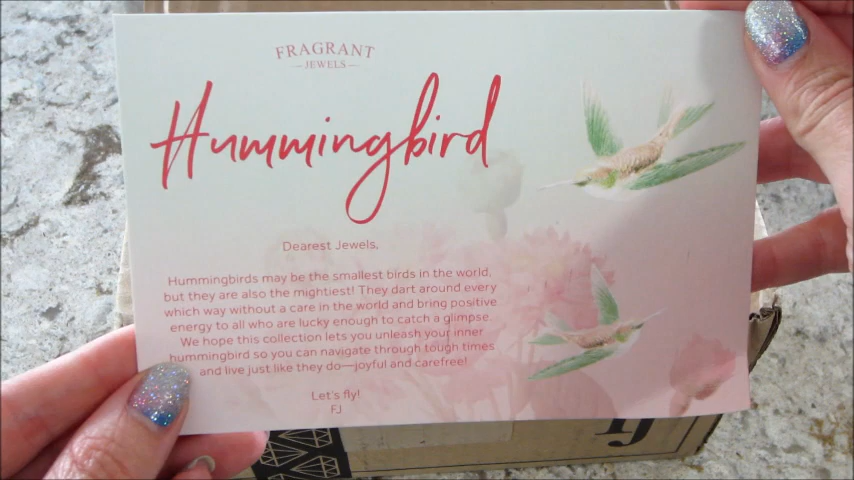 FRAGRANT
JEWELS
Hummingbird
Dearest Jewels,
Hummingbirds may be the smallest birds in the world,
but they are also the mightiest! They dart around every
which way without a care in the world and bring positive
energy to all who are lucky enough to catch a glimpse.
We hope this collection lets you unleash your inner
hummingbird so you can navigate through tough times
and live just like they do—joyful and carefree!
Let's fly!
FJ
FJ